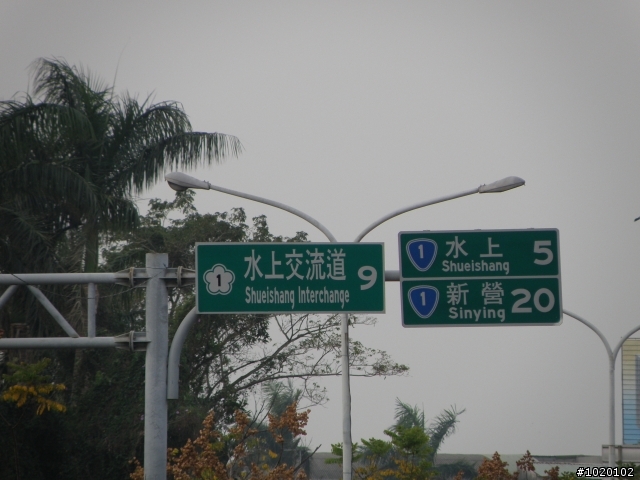 1 水上交流道 9
Shueishang Interchange
1 水上 5
Shueishang
1 新營 20
Sinying
#1020102